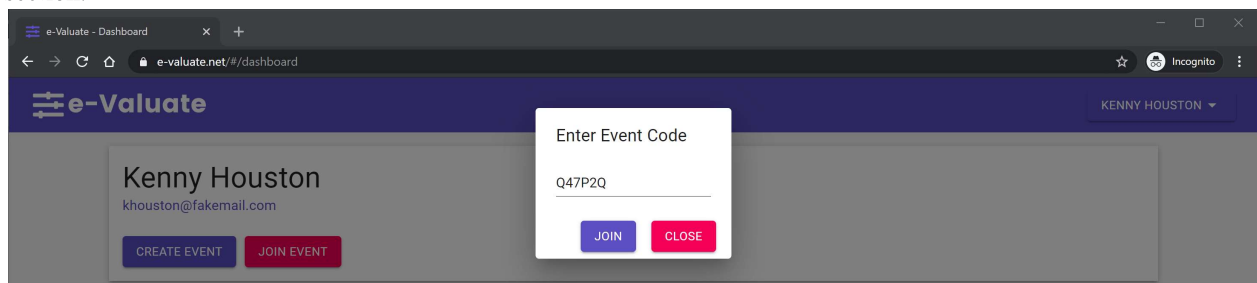 e-Valuate - Dashboard
e-valuate.net/#/dashboard
Incognito
e-Valuate
KENNY HOUSTON
Enter Event Code
Q47P2Q
JOIN
CLOSE
Kenny Houston
khouston@fakemail.com
CREATE EVENT
JOIN EVENT